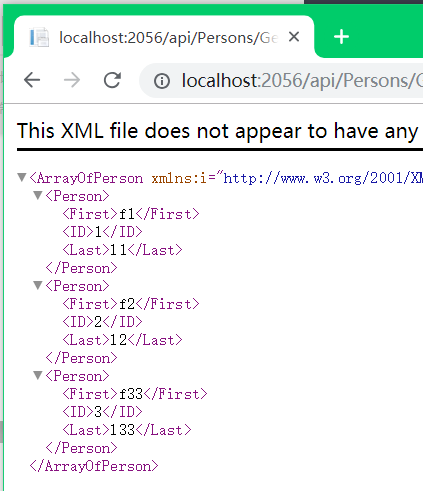 localhost:2056/api/Persons/Ge
localhost:2056/api/Persons/G
This XML file does not appear to have any
<ArrayOfPerson xmlns:i="http://www.w3.org/2001/XM
<Person>
<First>f1</First>
<ID>1</ID>
<Last>l1</Last>
</Person>
<Person>
<First>f2</First>
<ID>2</ID>
<Last>l2</Last>
</Person>
<Person>
<First>f33</First>
<ID>3</ID>
<Last>l33</Last>
</Person>
</ArrayOfPerson>